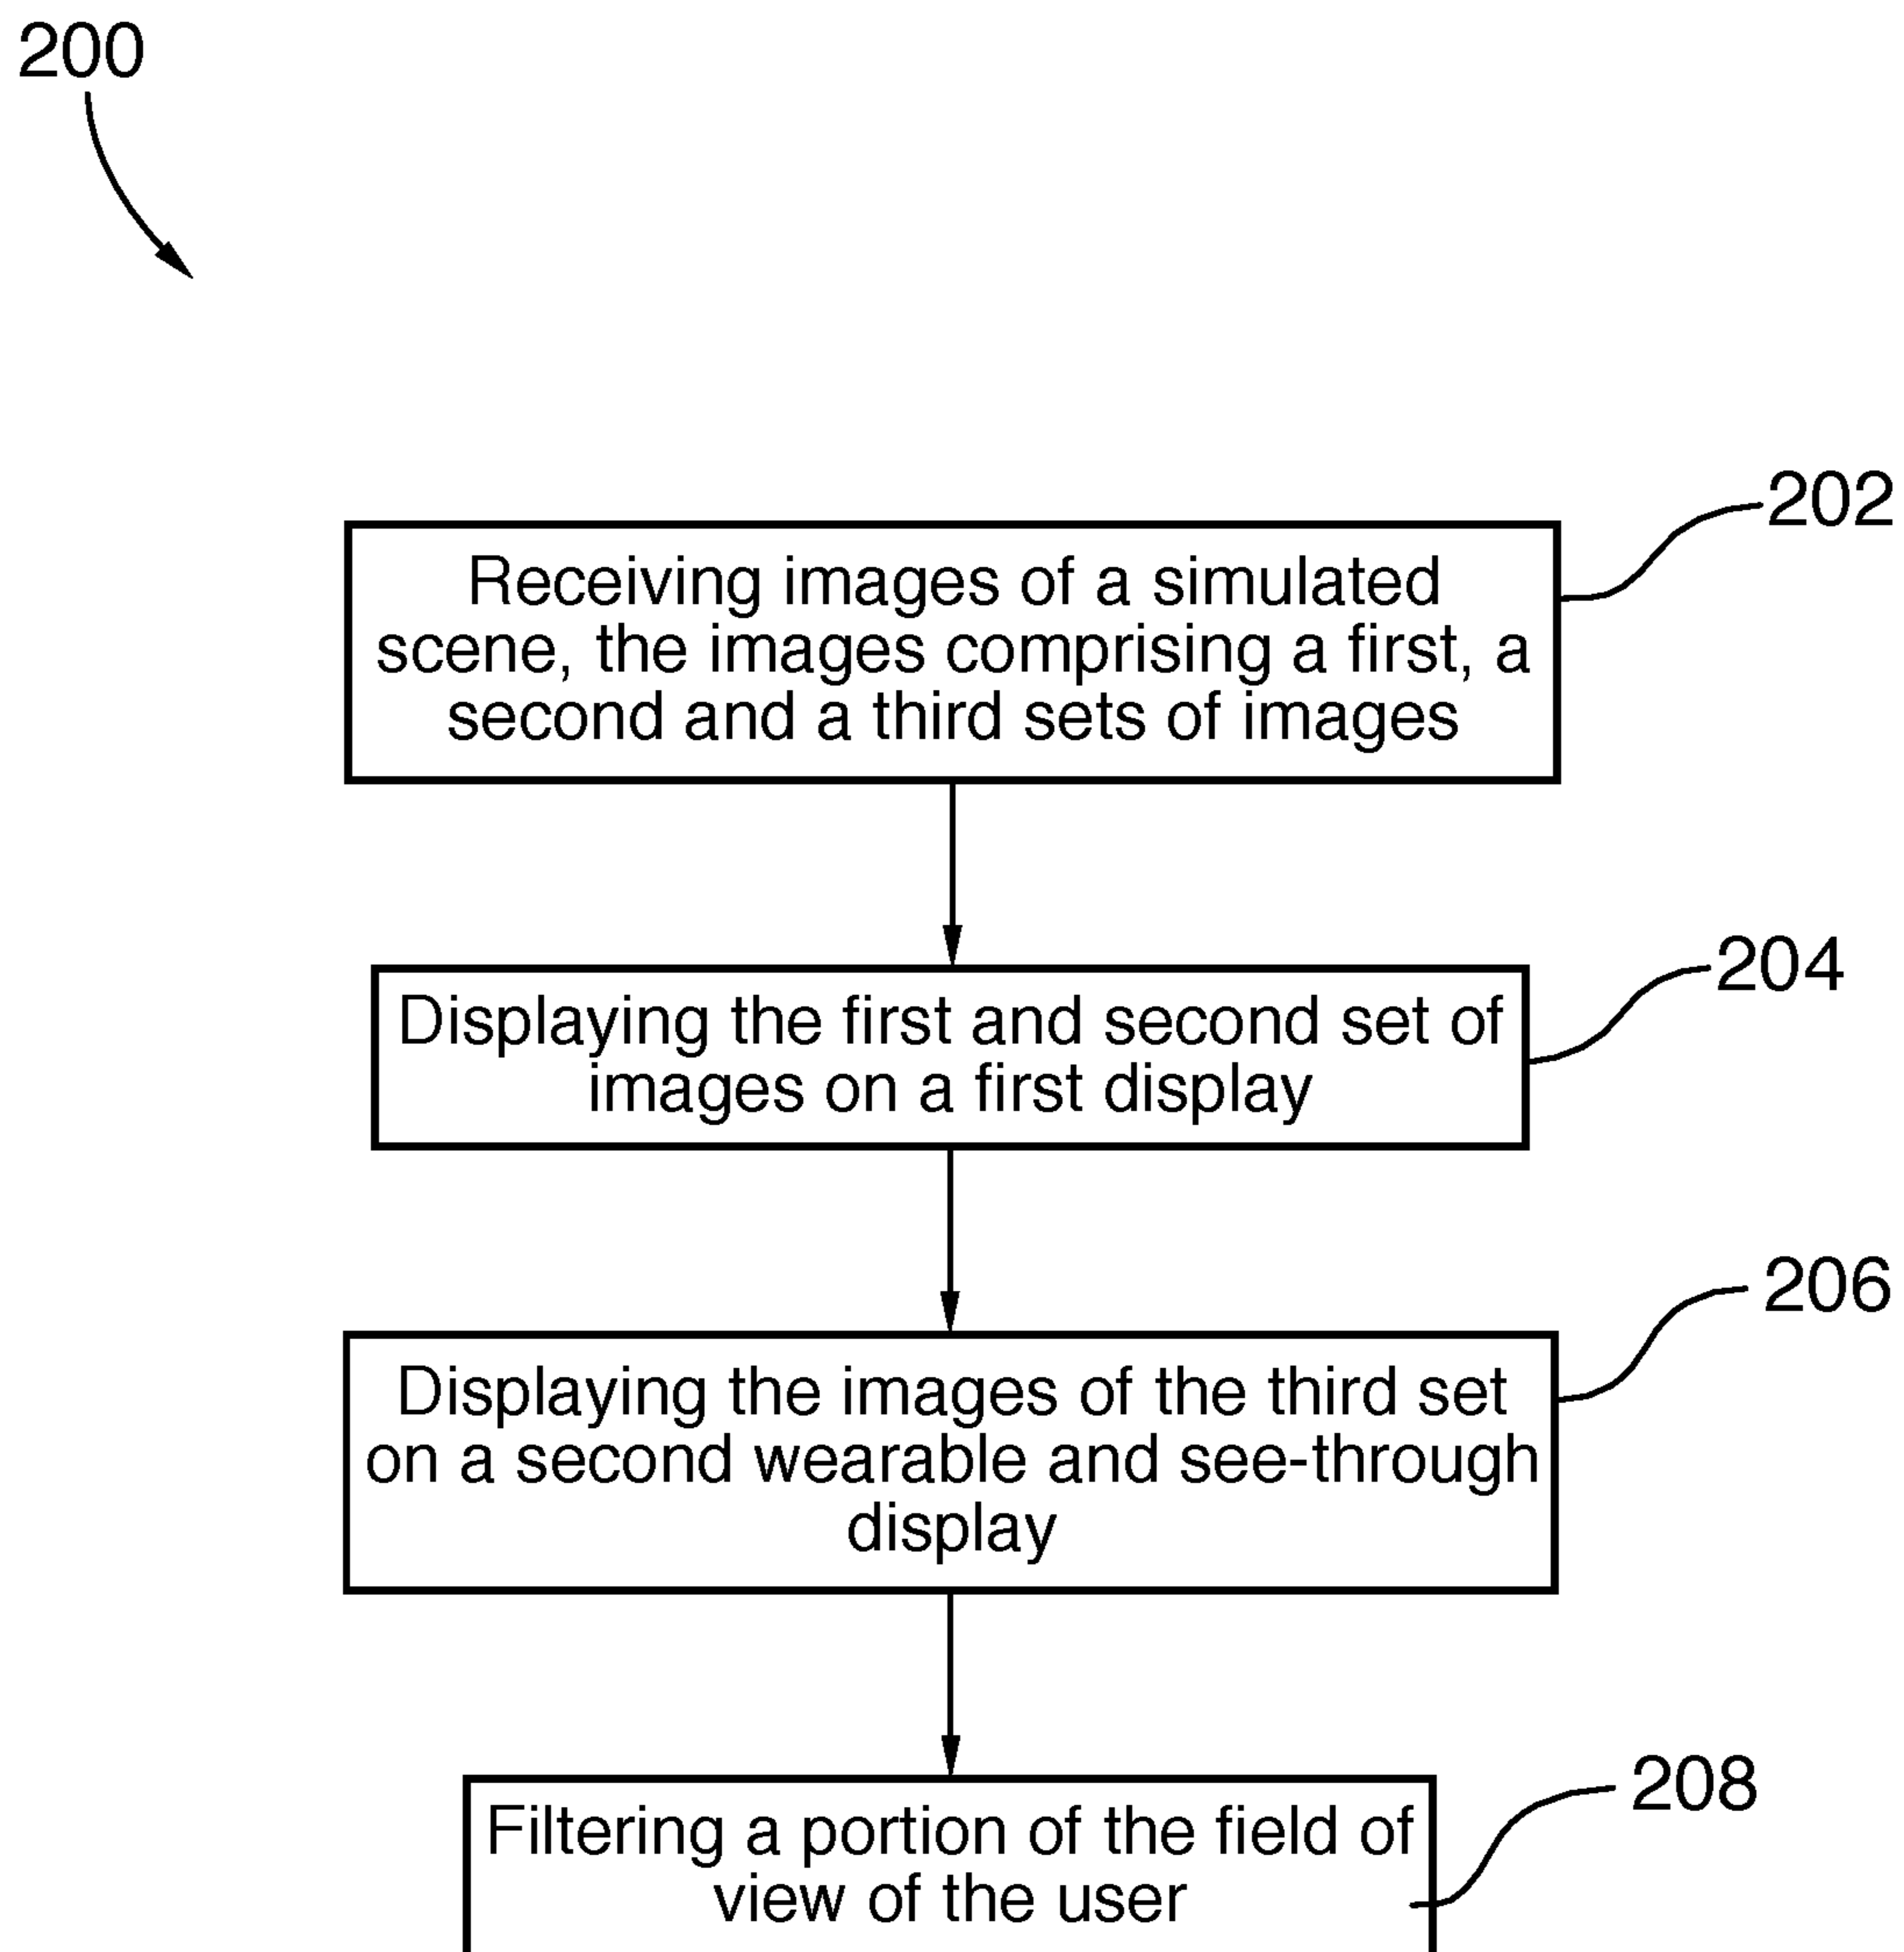 200
202
Receiving images of a simulated
scene, the images comprising a first, a
second and a third sets of images
204
Displaying the first and second set of
images on a first display
206
Displaying the images of the third set
on a second wearable and see-through
display
208
Filtering a portion of the field of
view of the user